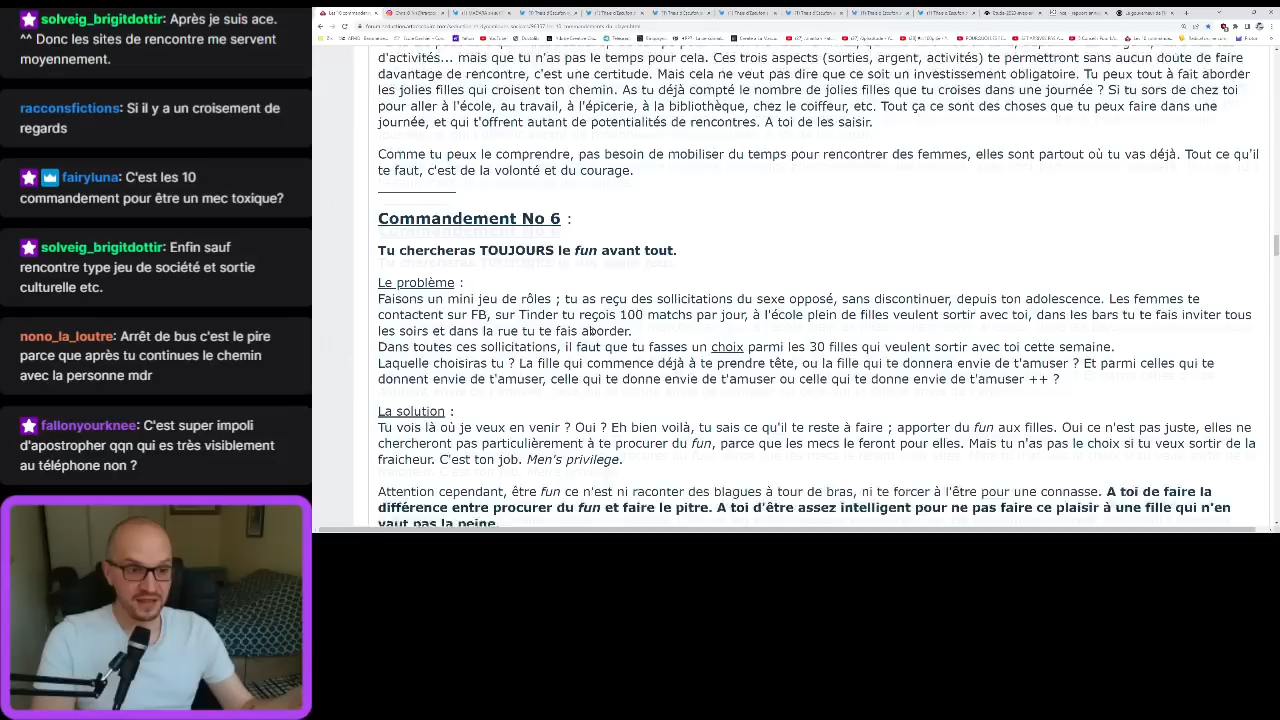 solveig_brigitdottir: Après je suis ace.
^^ Donc les sites de rencontre me servent
moyennement.
racconsfictions: Si il y a un croisement de
regards
fairyluna: C'est les 10
commandement pour être un mec toxique?
solveig_brigitdottir: Enfin sauf
rencontre type jeu de société et sortie
culturelle etc.
nono_la_loutre: Arrêt de bus c'est le pire
parce que après tu continues le chemin
avec la personne mdr
fallonyourknee: C'est super impoli
d'apostropher qqn qui es très visiblement
au téléphone non ?
d'activités... mais que tu n'as pas le temps pour cela. Ces trois aspects (sorties, argent, activités) te permettront sans aucun doute de faire
davantage de rencontre, c'est une certitude. Mais cela ne veut pas dire que ce soit un investissement obligatoire. Tu peux tout à fait aborder
les jolies filles qui croisent ton chemin. As tu déjà compté le nombre de jolies filles que tu croises dans une journée ? Si tu sors de chez toi
pour aller à l'école, au travail, à l'épicerie, à la bibliothèque, chez le coiffeur, etc. Tout ça ce sont des choses que tu peux faire dans une
journée, et qui t'offrent autant de potentialités de rencontres. A toi de les saisir.
Comme tu peux le comprendre, pas besoin de mobiliser du temps pour rencontrer des femmes, elles sont partout où tu vas déjà. Tout ce qu'il
te faut, c'est de la volonté et du courage.
Commandement No 6 :
Tu chercheras TOUJOURS le fun avant tout.
Le problème :
Faisons un mini jeu de rôles ; tu as reçu des sollicitations du sexe opposé, sans discontinuer, depuis ton adolescence. Les femmes te
contactent sur FB, sur Tinder tu reçois 100 matchs par jour, à l'école plein de filles veulent sortir avec toi, dans les bars tu te fais inviter tous
les soirs et dans la rue tu te fais aborder.
Dans toutes ces sollicitations, il faut que tu fasses un choix parmi les 30 filles qui veulent sortir avec toi cette semaine.
Laquelle choisiras tu ? La fille qui commence déjà à te prendre tête, ou la fille qui te donnera envie de t'amuser ? Et parmi celles qui te
donnent envie de t'amuser, celle qui te donne envie de t'amuser ou celle qui te donne envie de t'amuser ++ ?
La solution :
Tu vois là où je veux en venir ? Oui ? Eh bien voilà, tu sais ce qu'il te reste à faire ; apporter du fun aux filles. Oui ce n'est pas juste, elles ne
chercheront pas particulièrement à te procurer du fun, parce que les mecs le feront pour elles. Mais tu n'as pas le choix si tu veux sortir de la
fraicheur. C'est ton job. Men's privilege.
Attention cependant, être fun ce n'est ni raconter des blagues à tour de bras, ni te forcer à l'être pour une connasse. A toi de faire la
différence entre procurer du fun et faire le pitre. A toi d'être assez intelligent pour ne pas faire ce plaisir à une fille qui n'en
vaut pas la peine.